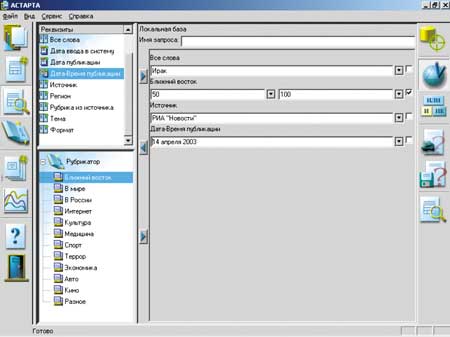 АСТАРТА
Файл Вид Сервис Справка
Реквизиты
Все слова
Дата ввода в систему
Дата публикации
Дата-Время публикации
Источник
Регион
Рубрика из источника
Тема
Формат
Рубрикатор
Ближний восток
В мире
В России
Интернет
Культура
Медицина
Спорт
Террор
Экономика
Авто
Кино
Разное
Локальная база
Имя запроса:
Все слова
Ирак
Ближний восток
50 100
Источник
РИА "Новости"
Дата-Время публикации
14 апреля 2003
ИЛИ
И НЕ
Готово